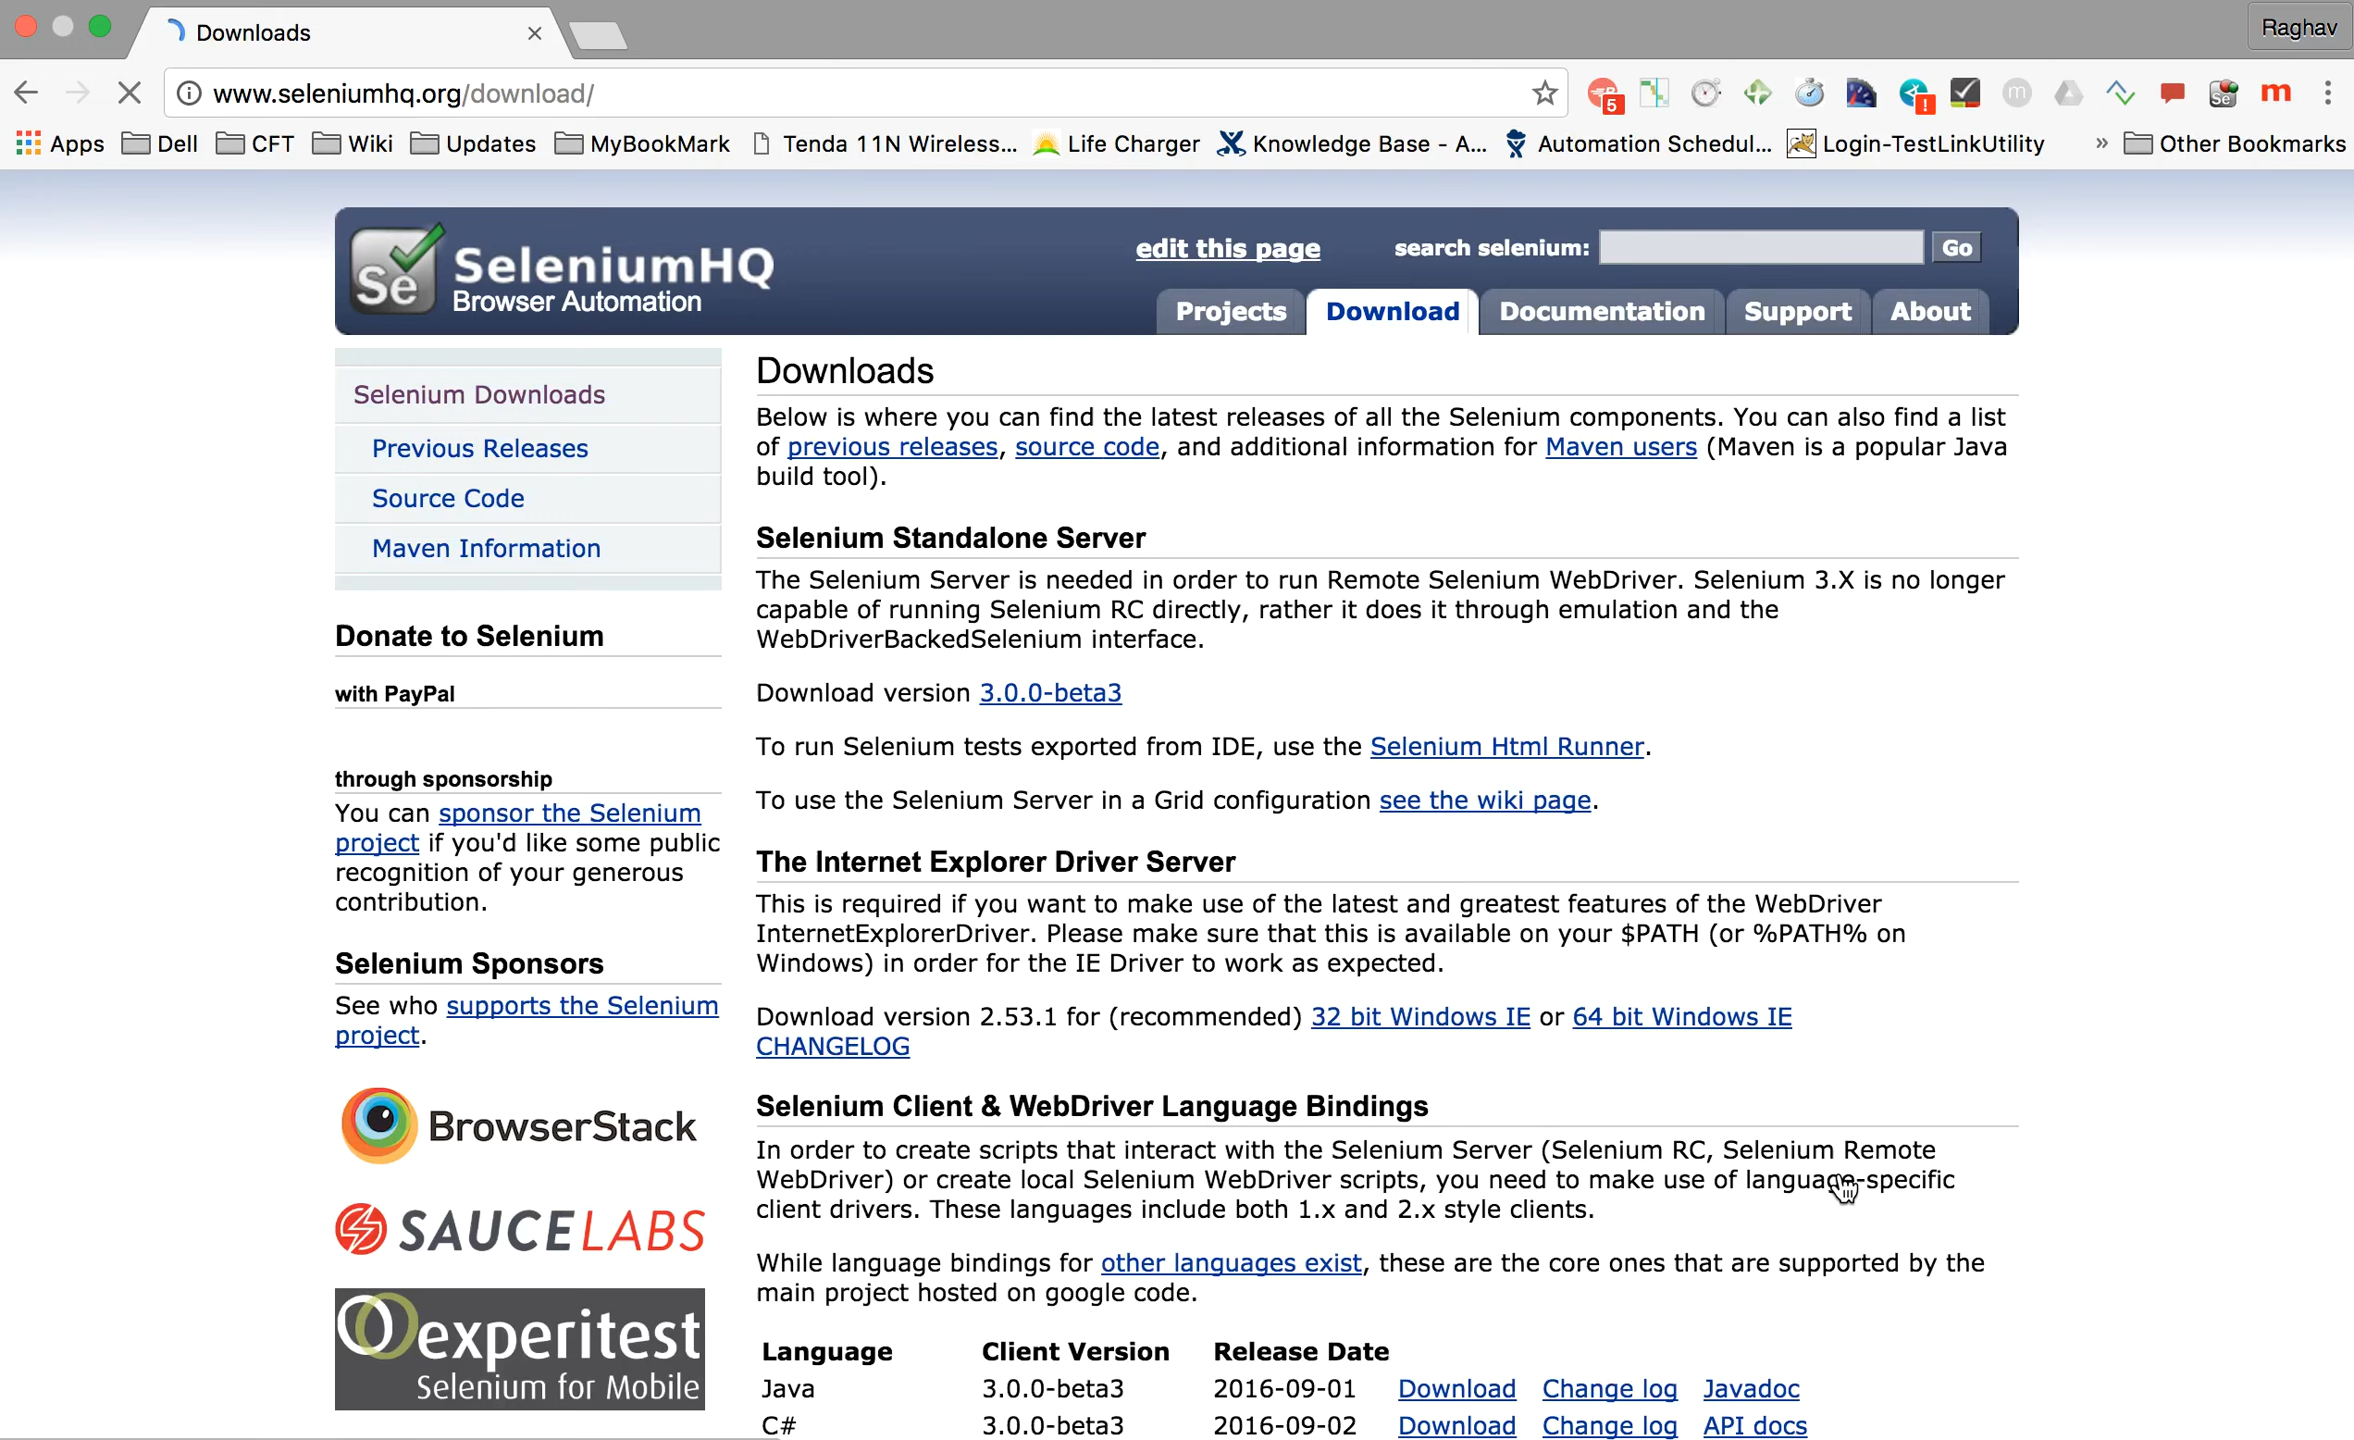 Downloads
Raghav
www.seleniumhq.org/download/
5
!
m
Se
m
Apps
Dell
CFT
Wiki
Updates
MyBookMark
Tenda 11N Wireless...
Life Charger
Knowledge Base - A...
Automation Schedul...
Login-TestLinkUtility
»
Other Bookmarks
Se
SeleniumHQ
Browser Automation
edit this page
search selenium:
Go
Projects
Download
Documentation
Support
About
Selenium Downloads
Previous Releases
Source Code
Maven Information
Donate to Selenium
with PayPal
through sponsorship
You can sponsor the Selenium
project if you'd like some public
recognition of your generous
contribution.
Selenium Sponsors
See who supports the Selenium
project.
BrowserStack
SAUCELABS
experitest
Selenium for Mobile
Downloads
Below is where you can find the latest releases of all the Selenium components. You can also find a list
of previous releases, source code, and additional information for Maven users (Maven is a popular Java
build tool).
Selenium Standalone Server
The Selenium Server is needed in order to run Remote Selenium WebDriver. Selenium 3.X is no longer
capable of running Selenium RC directly, rather it does it through emulation and the
WebDriverBackedSelenium interface.
Download version 3.0.0-beta3
To run Selenium tests exported from IDE, use the Selenium Html Runner.
To use the Selenium Server in a Grid configuration see the wiki page.
The Internet Explorer Driver Server
This is required if you want to make use of the latest and greatest features of the WebDriver
InternetExplorerDriver. Please make sure that this is available on your $PATH (or %PATH% on
Windows) in order for the IE Driver to work as expected.
Download version 2.53.1 for (recommended) 32 bit Windows IE or 64 bit Windows IE
CHANGELOG
Selenium Client & WebDriver Language Bindings
In order to create scripts that interact with the Selenium Server (Selenium RC, Selenium Remote
WebDriver) or create local Selenium WebDriver scripts, you need to make use of language-specific
client drivers. These languages include both 1.x and 2.x style clients.
While language bindings for other languages exist, these are the core ones that are supported by the
main project hosted on google code.
Language Client Version Release Date
Java 3.0.0-beta3 2016-09-01 Download Change log Javadoc
C# 3.0.0-beta3 2016-09-02 Download Change log API docs